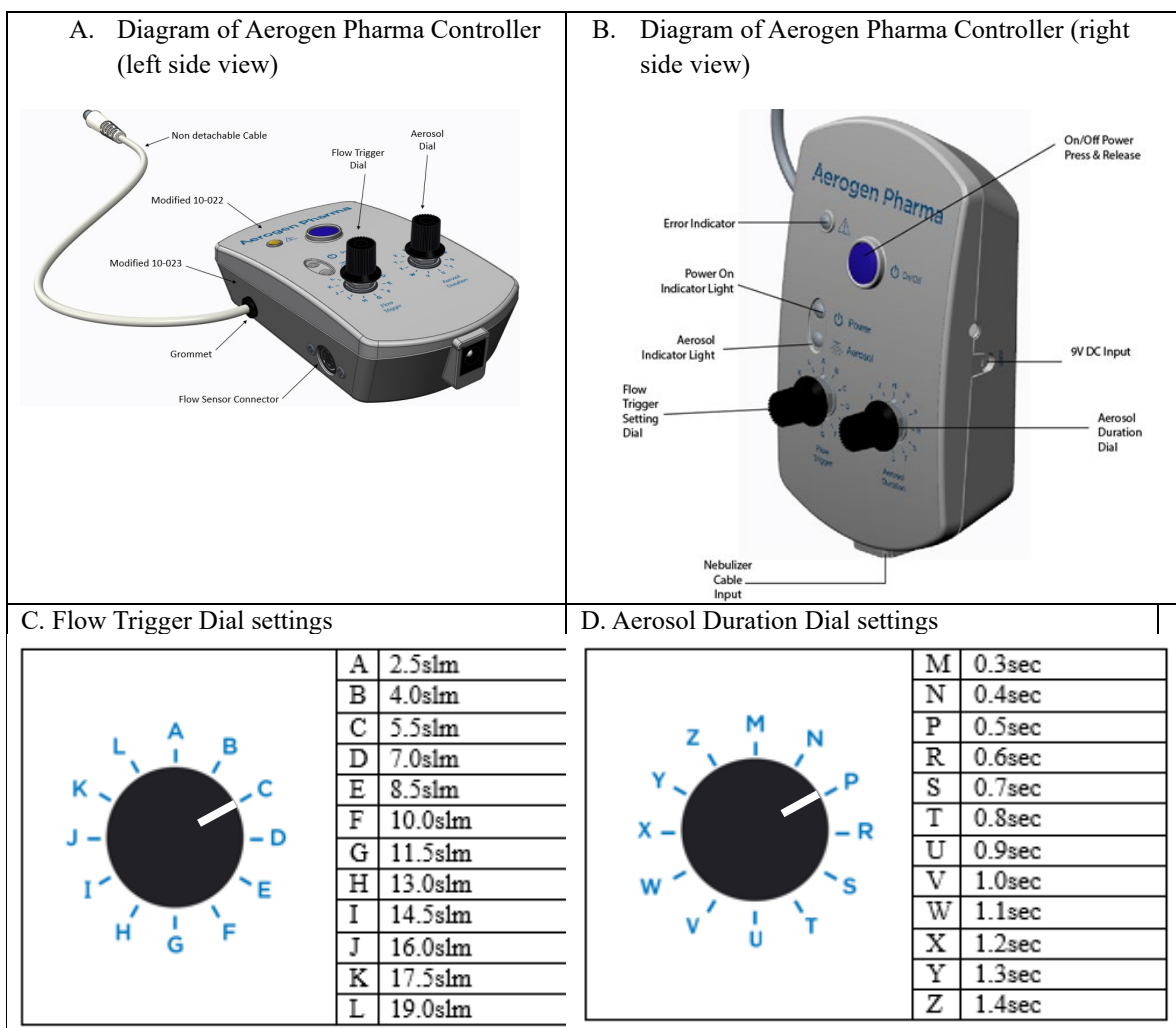 A. Diagram of Aerogen Pharma Controller
(left side view)
Non detachable Cable
Aerosol
Dial
Flow Trigger
Dial
Modified 10-022
Modified 10-023
Grommet
Flow Sensor Connector
Aerogen Pharma
Flow
Trigger
Aerosol
Duration
B. Diagram of Aerogen Pharma Controller (right
side view)
On/Off Power
Press & Release
Aerogen Pharma
Error Indicator
On/Off
Power On
Indicator Light
Power
Aerosol
Indicator Light
Aerosol
9V DC Input
Flow
Trigger
Setting
Dial
Aerosol
Duration
Dial
Flow
Trigger
Aerosol
Duration
Nebulizer
Cable
Input
C. Flow Trigger Dial settings
A
B
C
D
E
F
G
H
I
J
K
L
A 2.5slm
B 4.0slm
C 5.5slm
D 7.0slm
E 8.5slm
F 10.0slm
G 11.5slm
H 13.0slm
I 14.5slm
J 16.0slm
K 17.5slm
L 19.0slm
D. Aerosol Duration Dial settings
M
N
P
R
S
T
U
V
W
X
Y
Z
M 0.3sec
N 0.4sec
P 0.5sec
R 0.6sec
S 0.7sec
T 0.8sec
U 0.9sec
V 1.0sec
W 1.1sec
X 1.2sec
Y 1.3sec
Z 1.4sec